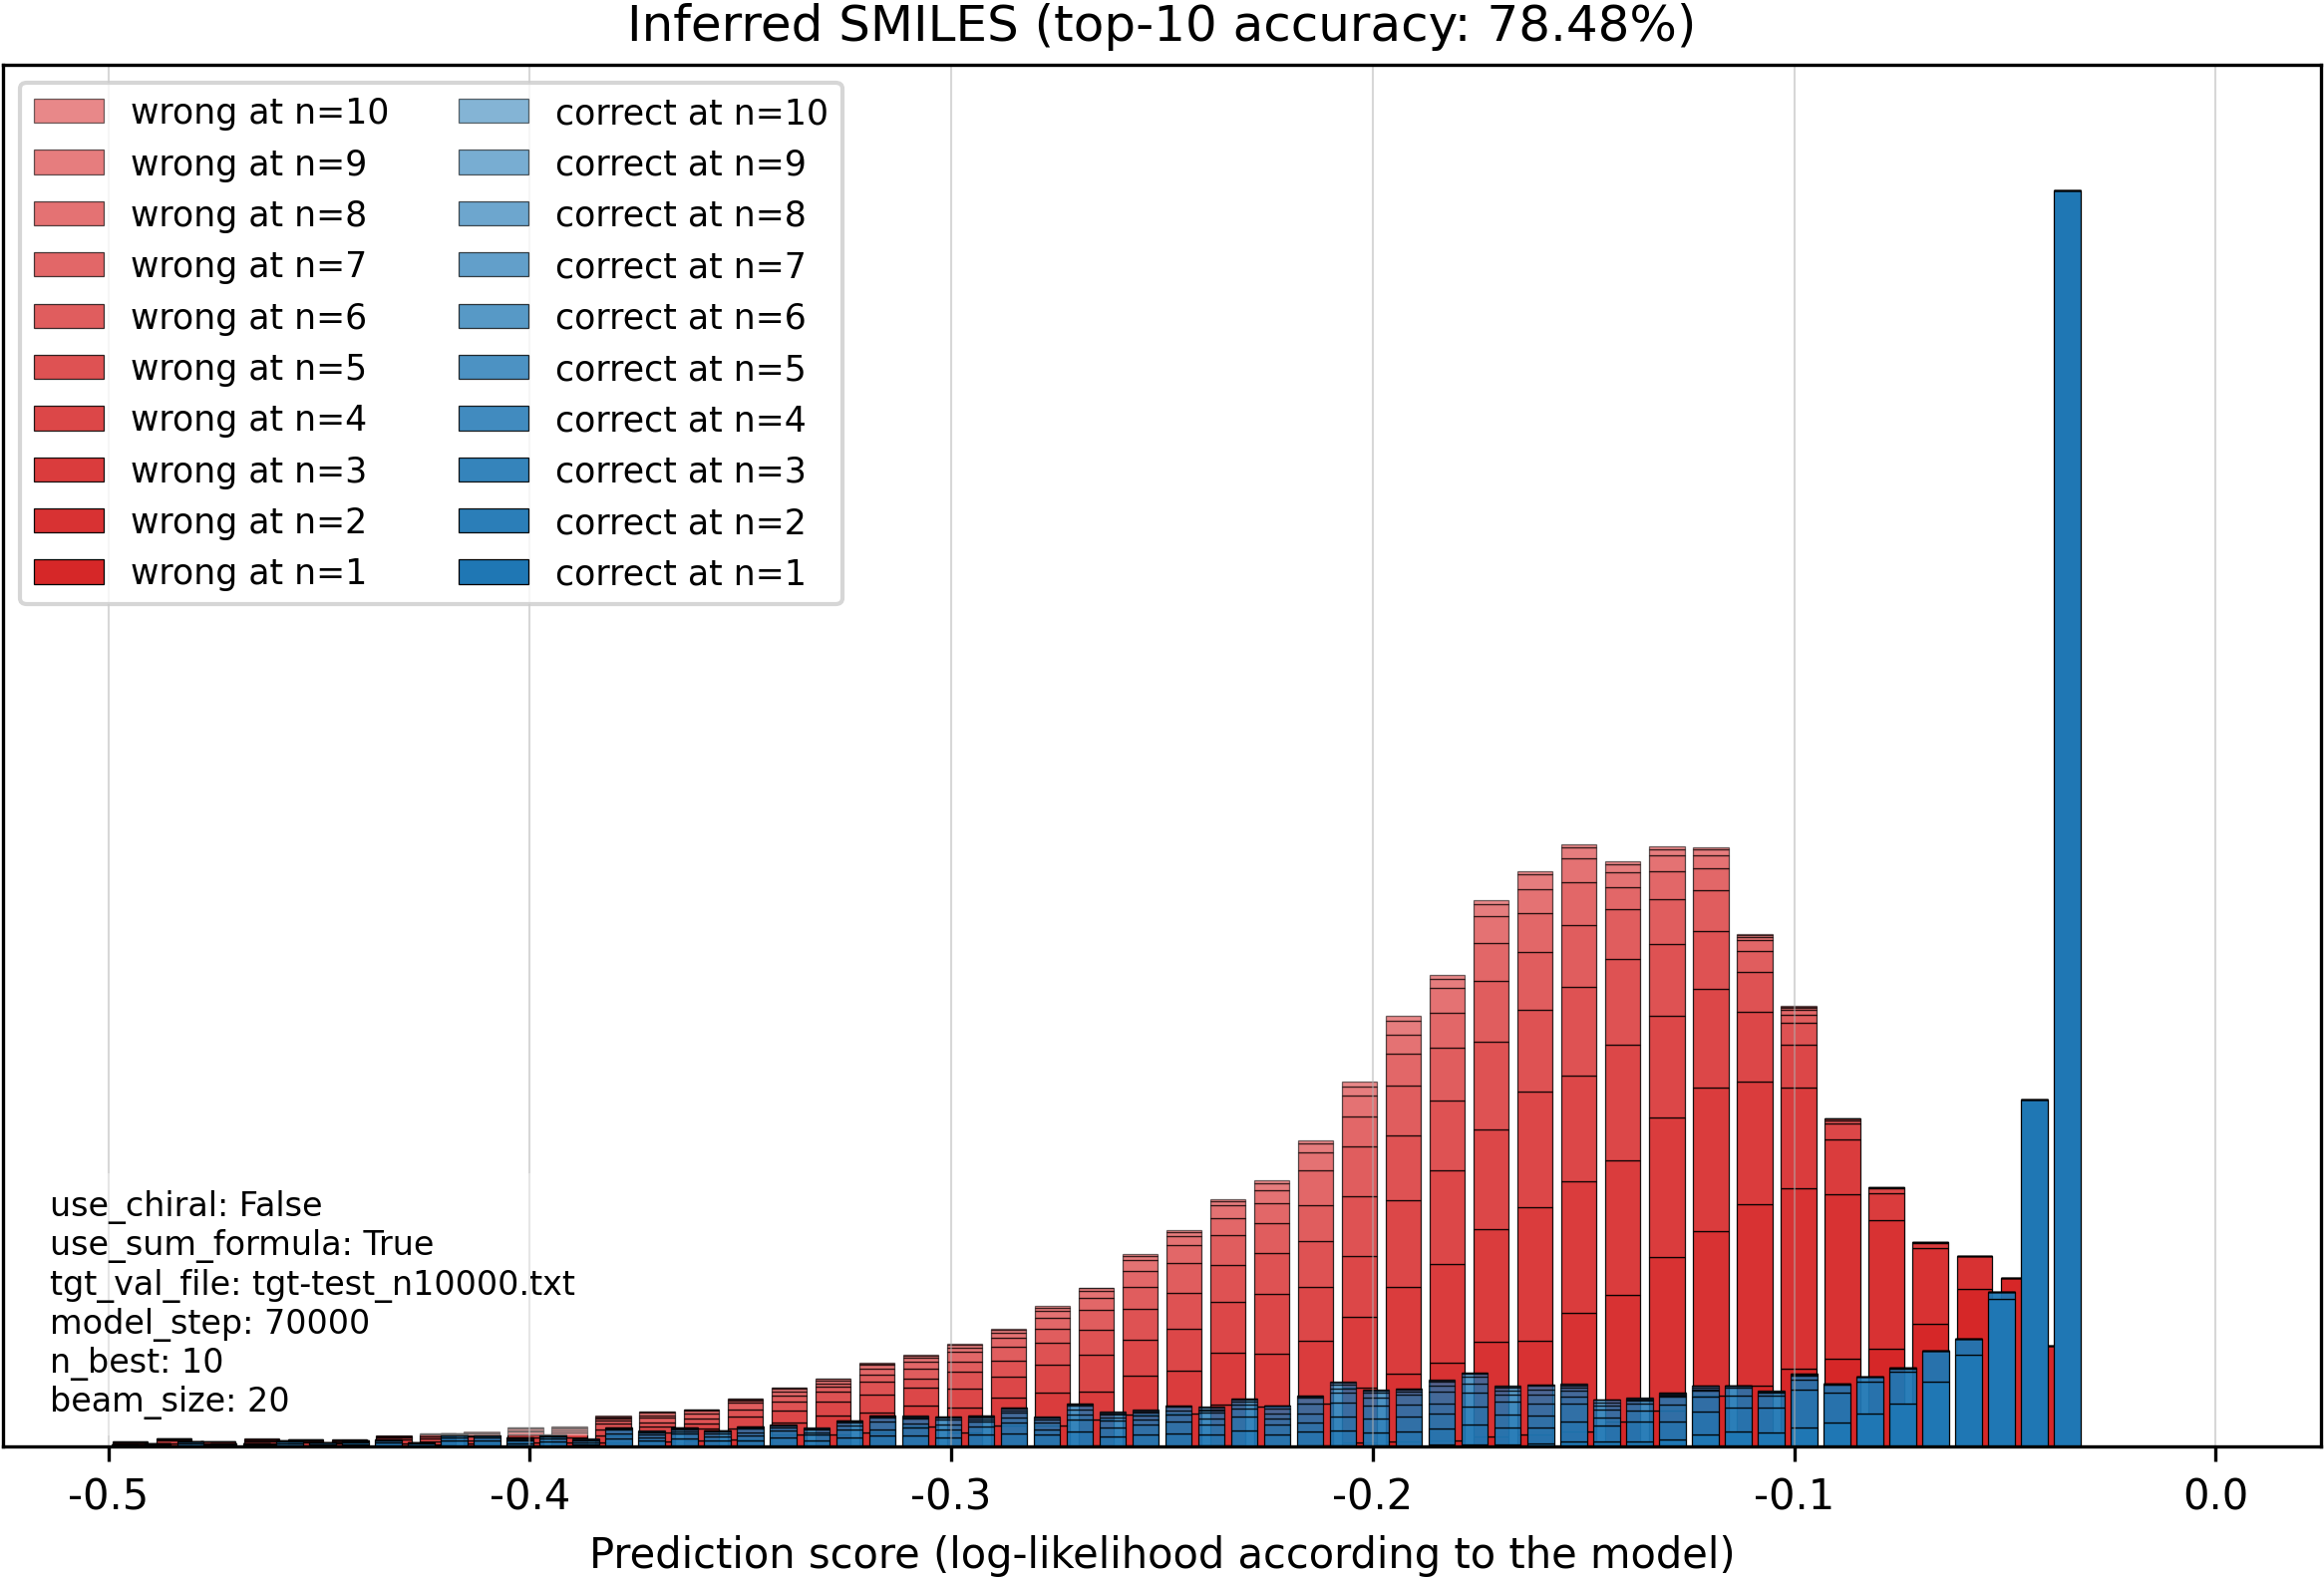 Inferred SMILES (top-10 accuracy: 78.48%)
wrong at n=10
wrong at n=9
wrong at n=8
wrong at n=7
wrong at n=6
wrong at n=5
wrong at n=4
wrong at n=3
wrong at n=2
wrong at n=1
correct at n=10
correct at n=9
correct at n=8
correct at n=7
correct at n=6
correct at n=5
correct at n=4
correct at n=3
correct at n=2
correct at n=1
use_chiral: False
use_sum_formula: True
tgt_val_file: tgt-test_n10000.txt
model_step: 70000
n_best: 10
beam_size: 20
-0.5 -0.4 -0.3 -0.2 -0.1 0.0
Prediction score (log-likelihood according to the model)